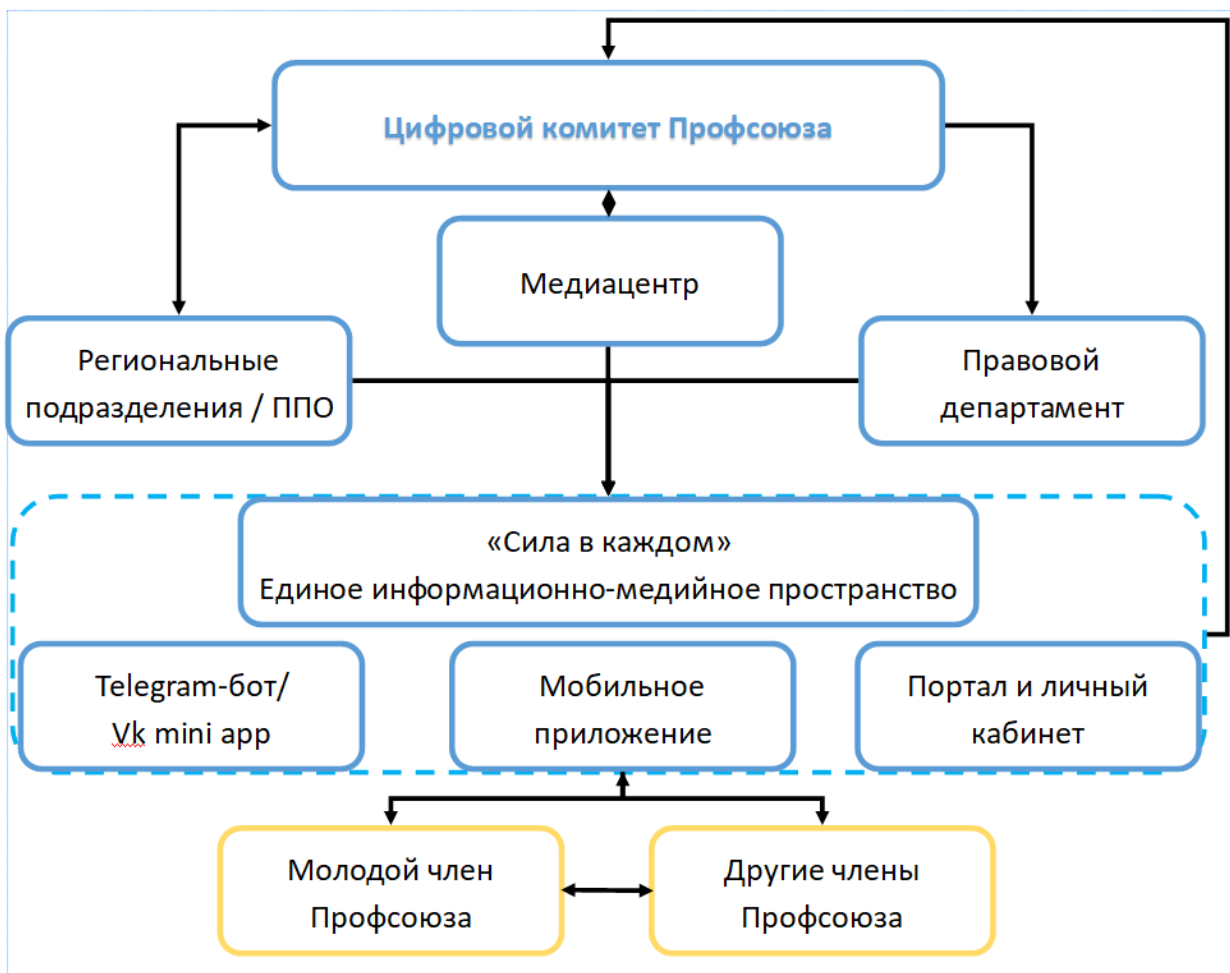 Цифровой комитет Профсоюза
Медиацентр
Региональные
подразделения / ППО
Правовой
департамент
«Сила в каждом»
Единое информационно-медийное пространство
Telegram-бот/
Vk mini app
Мобильное
приложение
Портал и личный
кабинет
Молодой член
Профсоюза
Другие члены
Профсоюза